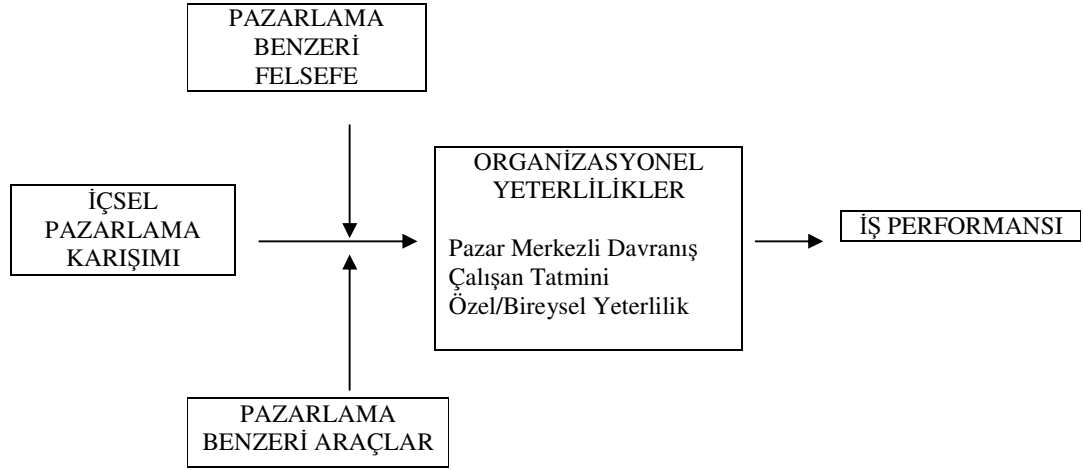 PAZARLAMA
BENZERİ
FELSEFE
İÇSEL
PAZARLAMA
KARIŞIMI
ORGANİZASYONEL
YETERLİLİKLER
Pazar Merkezli Davranış
Çalışan Tatmini
Özel/Bireysel Yeterlilik
İŞ PERFORMANSI
PAZARLAMA
BENZERİ ARAÇLAR